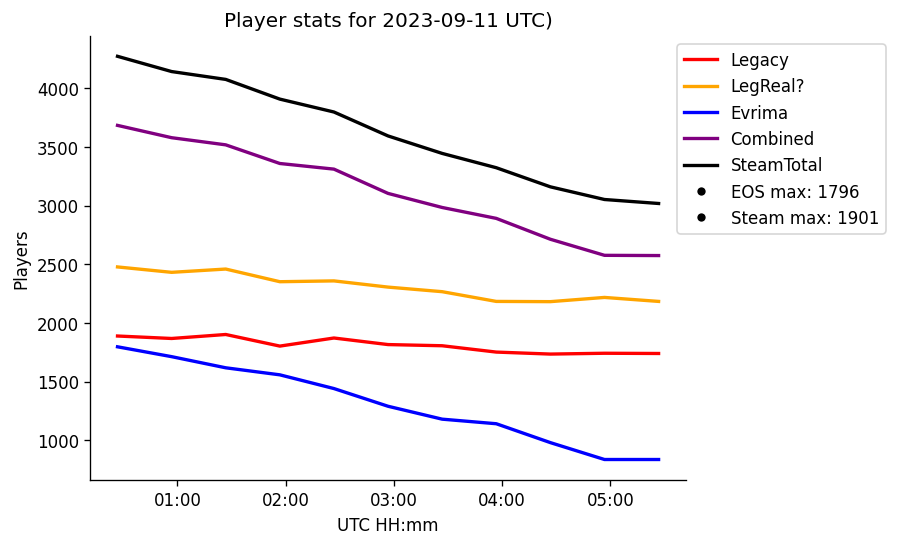 Player stats for 2023-09-11 UTC)
Legacy
LegReal?
Evrima
Combined
SteamTotal
EOS max: 1796
Steam max: 1901
Players
4000
3500
3000
2500
2000
1500
1000
01:00 02:00 03:00 04:00 05:00
UTC HH:mm